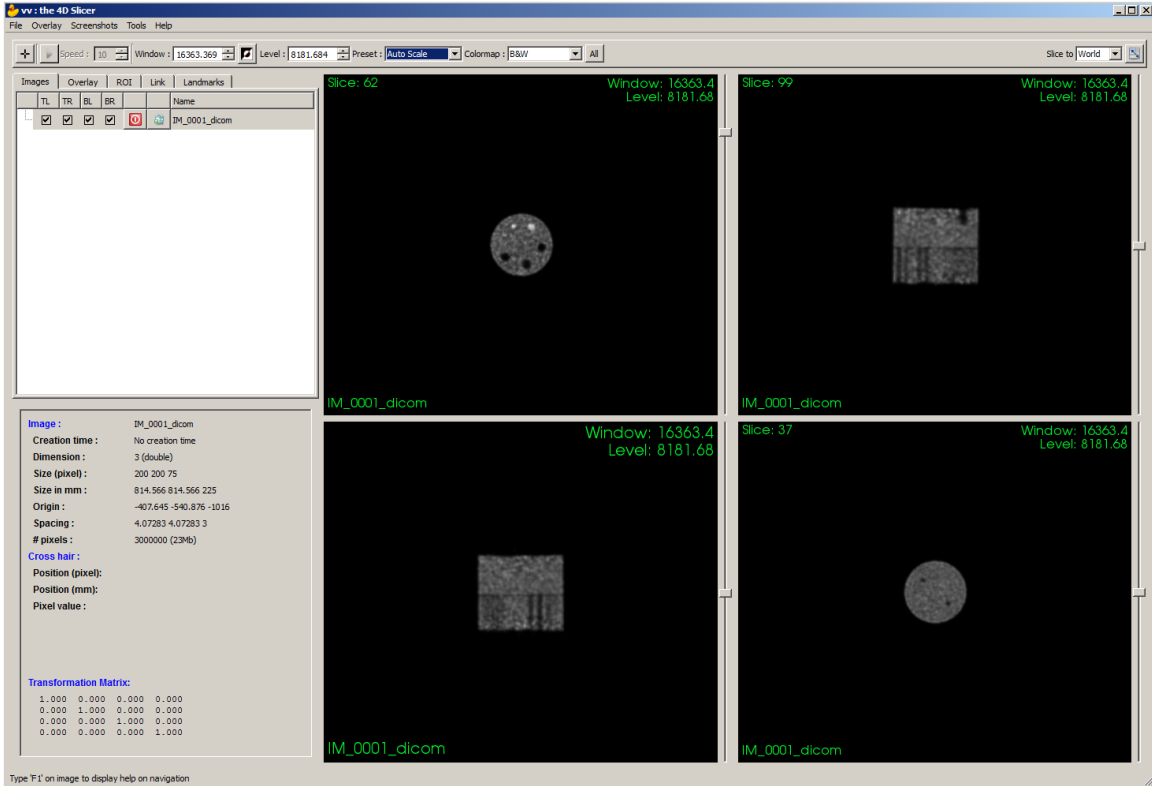 vv : the 4D Slicer
File Overlay Screenshots Tools Help
Speed : 10 Window : 16363.369 Level : 8181.684 Preset : Auto Scale Colormap : B&W All Slice to World
Images Overlay ROI Link Landmarks
TL TR BL BR Name
IM_0001_dicom
Slice: 62
Window: 16363.4
Level: 8181.68
IM_0001_dicom
Slice: 99
Window: 16363.4
Level: 8181.68
IM_0001_dicom
Image : IM_0001_dicom
Creation time : No creation time
Dimension : 3 (double)
Size (pixel) : 200 200 75
Size in mm : 814.566 814.566 225
Origin : -407.645 -540.876 -1016
Spacing : 4.07283 4.07283 3
# pixels : 3000000 (23Mb)
Cross hair :
Position (pixel):
Position (mm):
Pixel value :
Transformation Matrix:
1.000 0.000 0.000 0.000
0.000 1.000 0.000 0.000
0.000 0.000 1.000 0.000
0.000 0.000 0.000 1.000
Window: 16363.4
Level: 8181.68
IM_0001_dicom
Slice: 37
Window: 16363.4
Level: 8181.68
IM_0001_dicom
Type 'F1' on image to display help on navigation